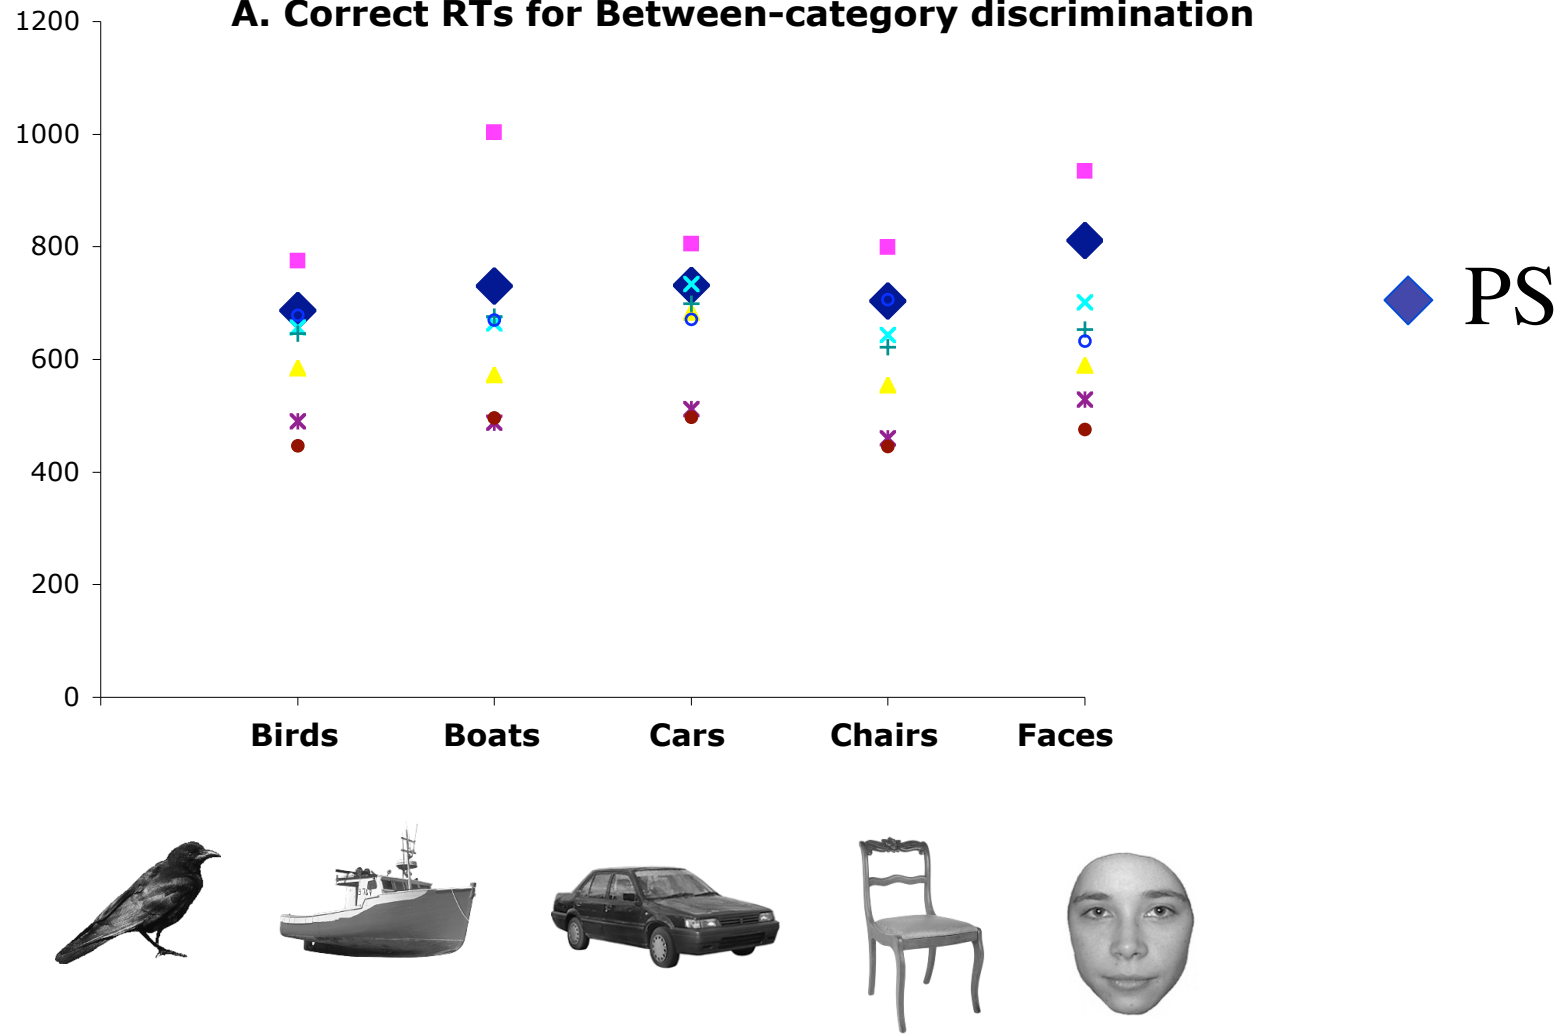 A. Correct RTs for Between-category discrimination
1200
1000
800
600
400
200
0
Birds Boats Cars Chairs Faces
PS